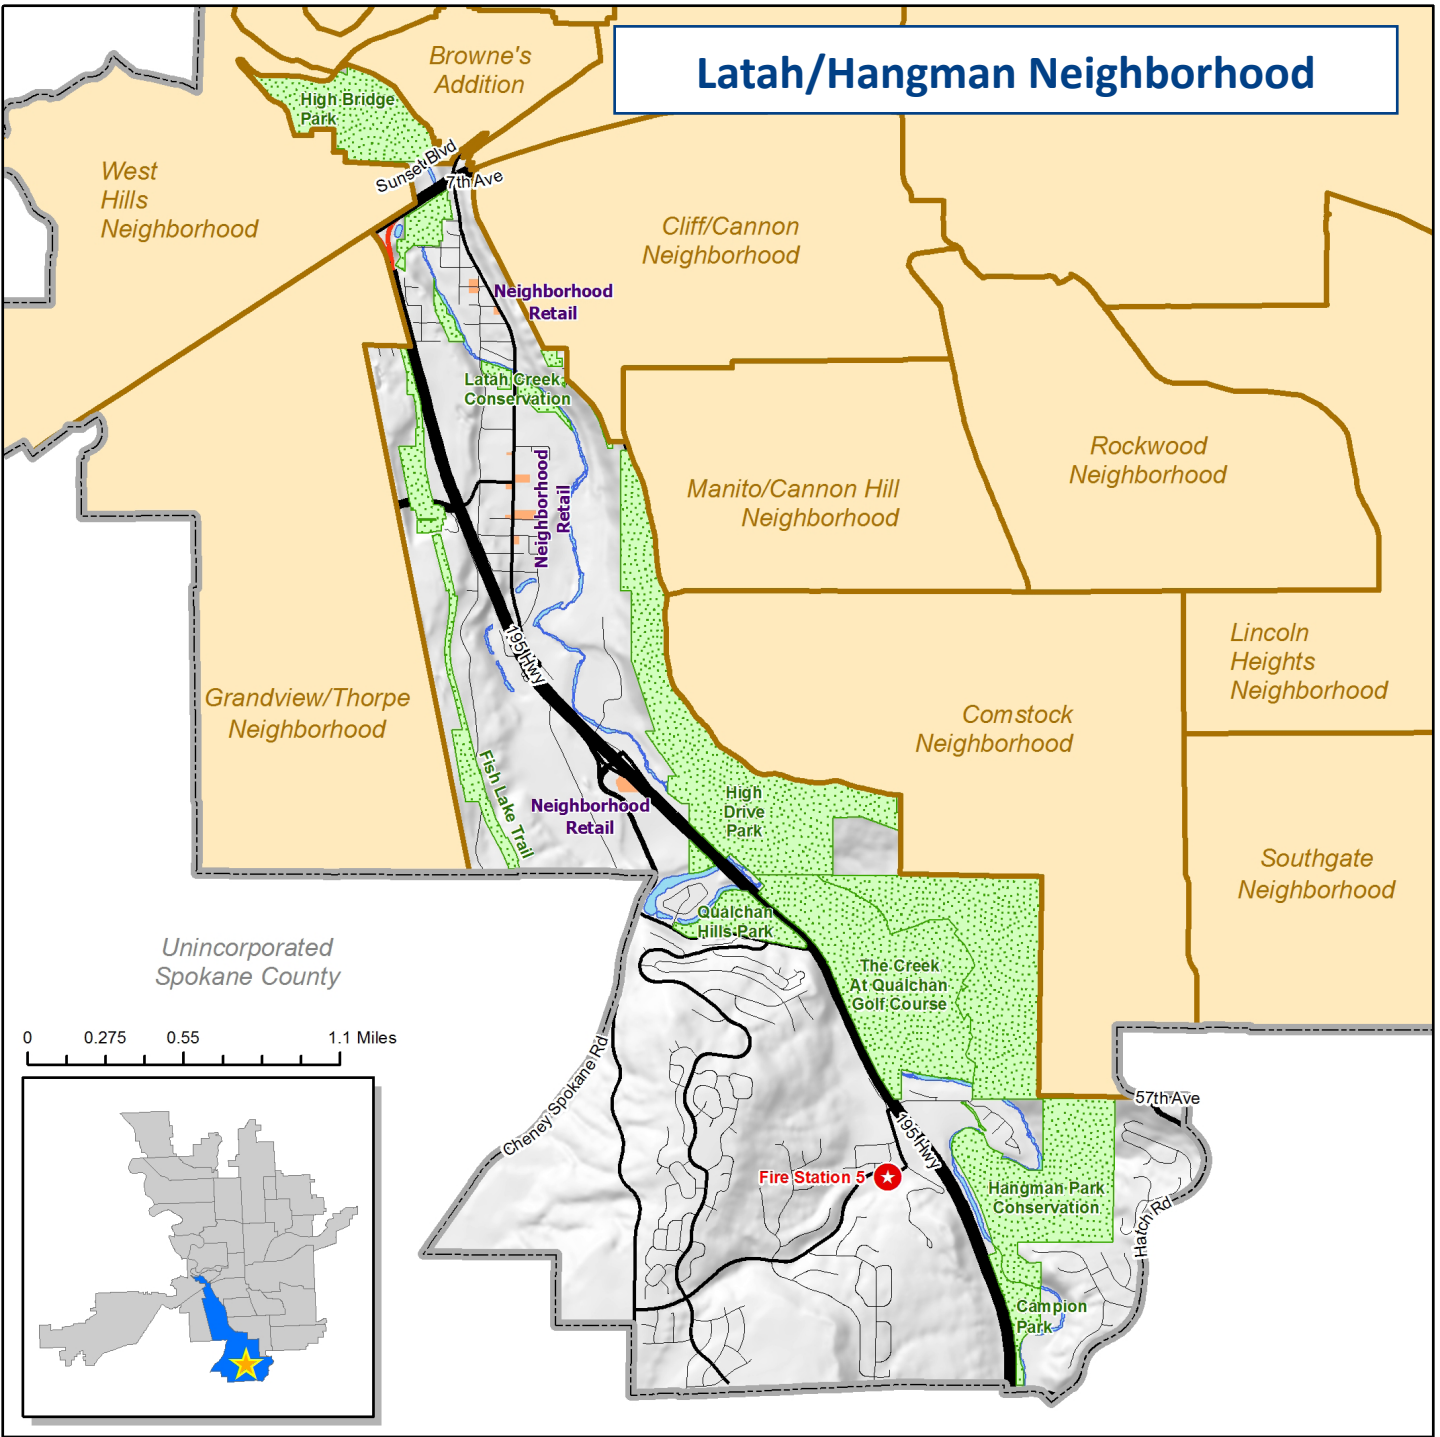 Latah/Hangman Neighborhood
Browne's
Addition
High Bridge
Park
Sunset Blvd
7th Ave
West
Hills
Neighborhood
Cliff/Cannon
Neighborhood
Neighborhood
Retail
Latah Creek
Conservation
Rockwood
Neighborhood
Manito/Cannon Hill
Neighborhood
Neighborhood
Retail
195 Hwy
Lincoln
Heights
Neighborhood
Grandview/Thorpe
Neighborhood
Comstock
Neighborhood
Fish Lake Trail
Neighborhood
Retail
High
Drive
Park
Southgate
Neighborhood
Qualchan
Hills Park
Unincorporated
Spokane County
The Creek
At Qualchan
Golf Course
0 0.275 0.55 1.1 Miles
Cheney Spokane Rd
57th Ave
195 Hwy
Fire Station 5
Hangman Park
Conservation
Hatch Rd
Campion
Park